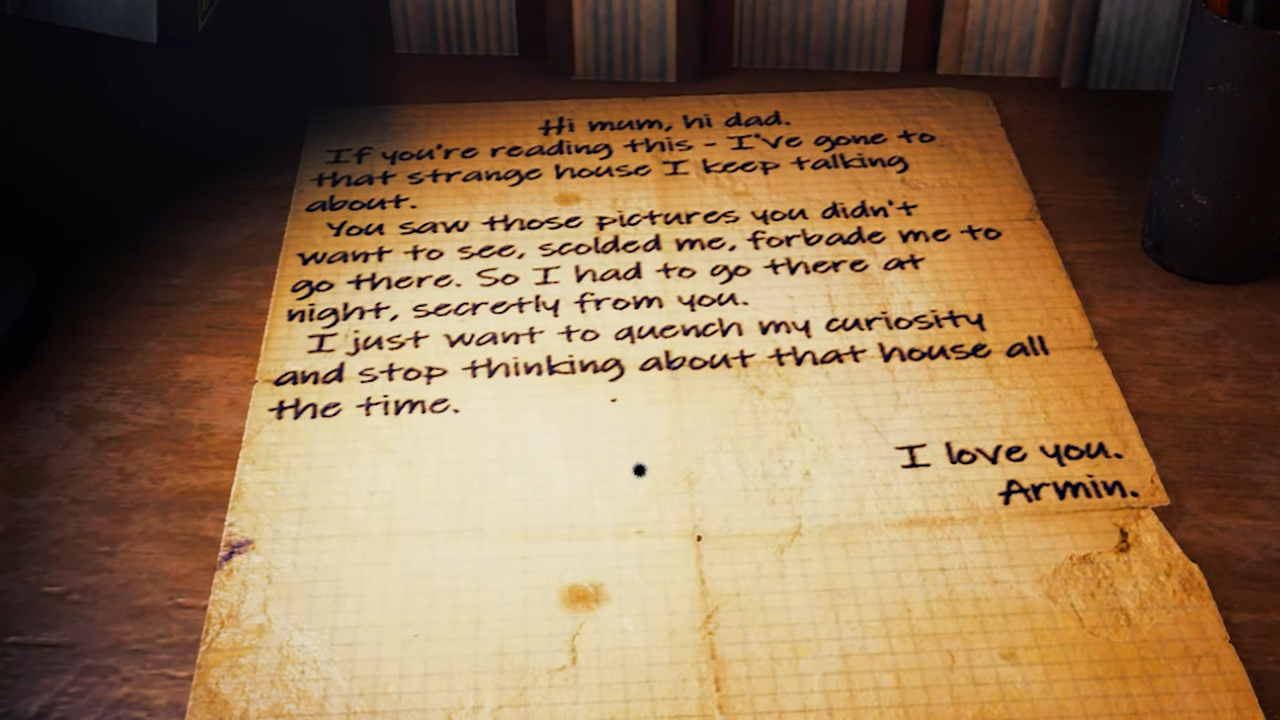 Hi mum, hi dad.
If you're reading this - I've gone to
that strange house I keep talking
about.
You saw those pictures you didn't
want to see, scolded me, forbade me to
go there. So I had to go there at
night, secretly from you.
I just want to quench my curiosity
and stop thinking about that house all
the time.
I love you.
Armin.